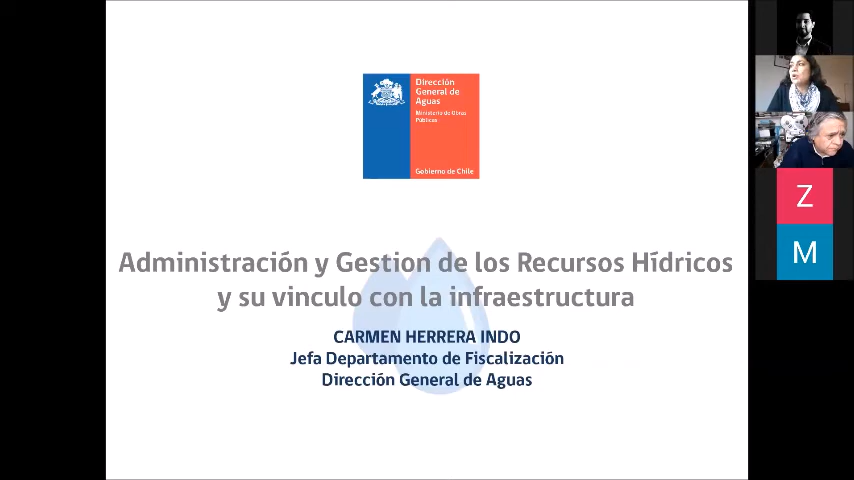 Dirección
General de
Aguas
Ministerio de Obras
Públicas
Gobierno de Chile
Administración y Gestion de los Recursos Hídricos
y su vinculo con la infraestructura
CARMEN HERRERA INDO
Jefa Departamento de Fiscalización
Dirección General de Aguas
Z
M